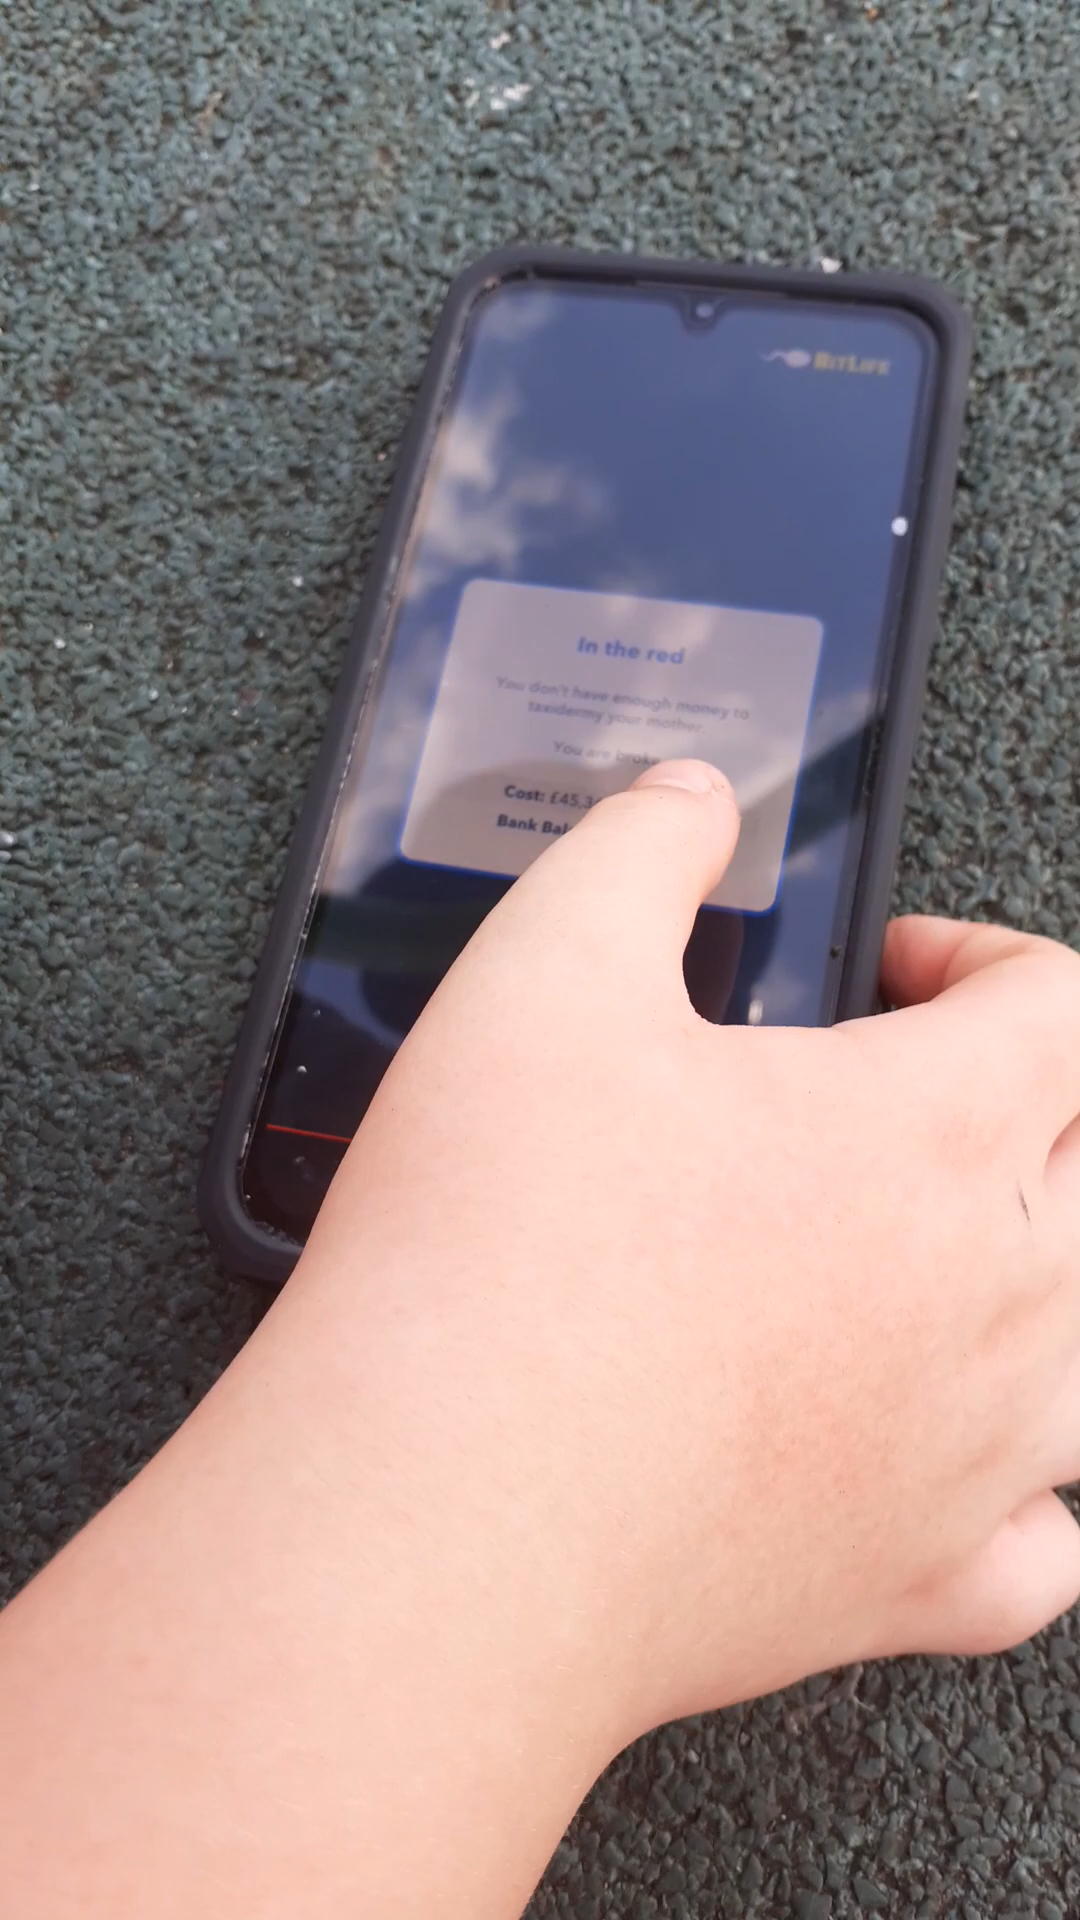 BITLIFE
In the red
You don't have enough money to
taxidermy your mother.
You are broke
Cost: £45,3
Bank Bal